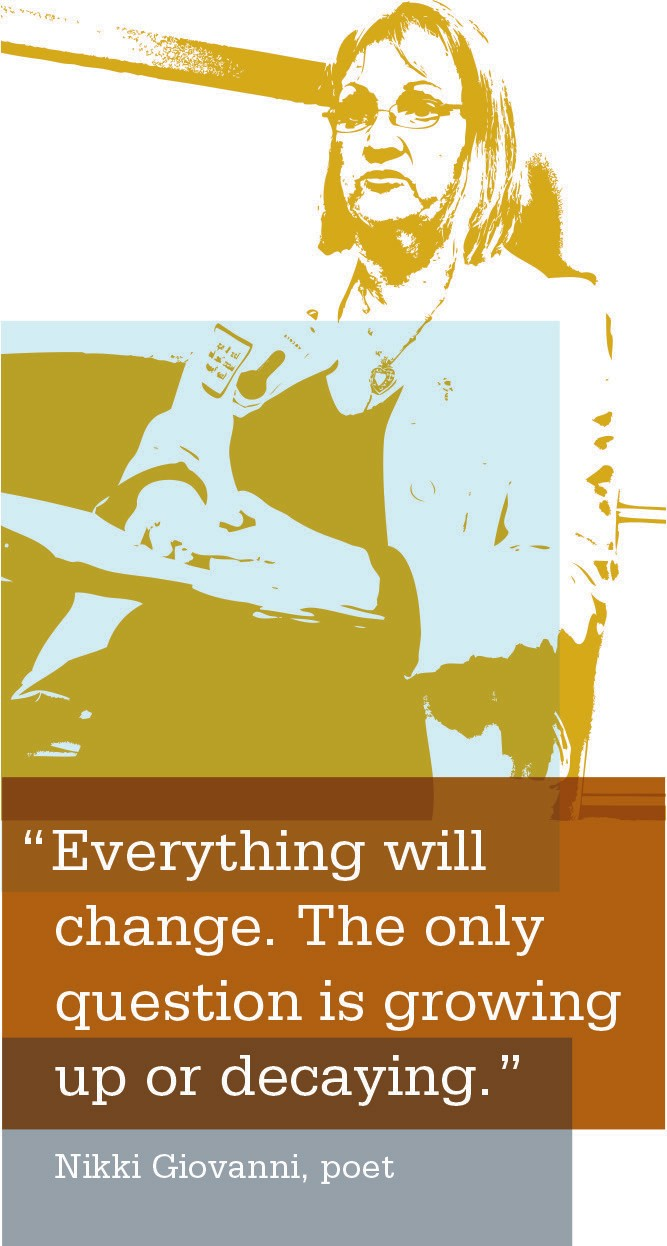 “Everything will
change. The only
question is growing
up or decaying.”
Nikki Giovanni, poet